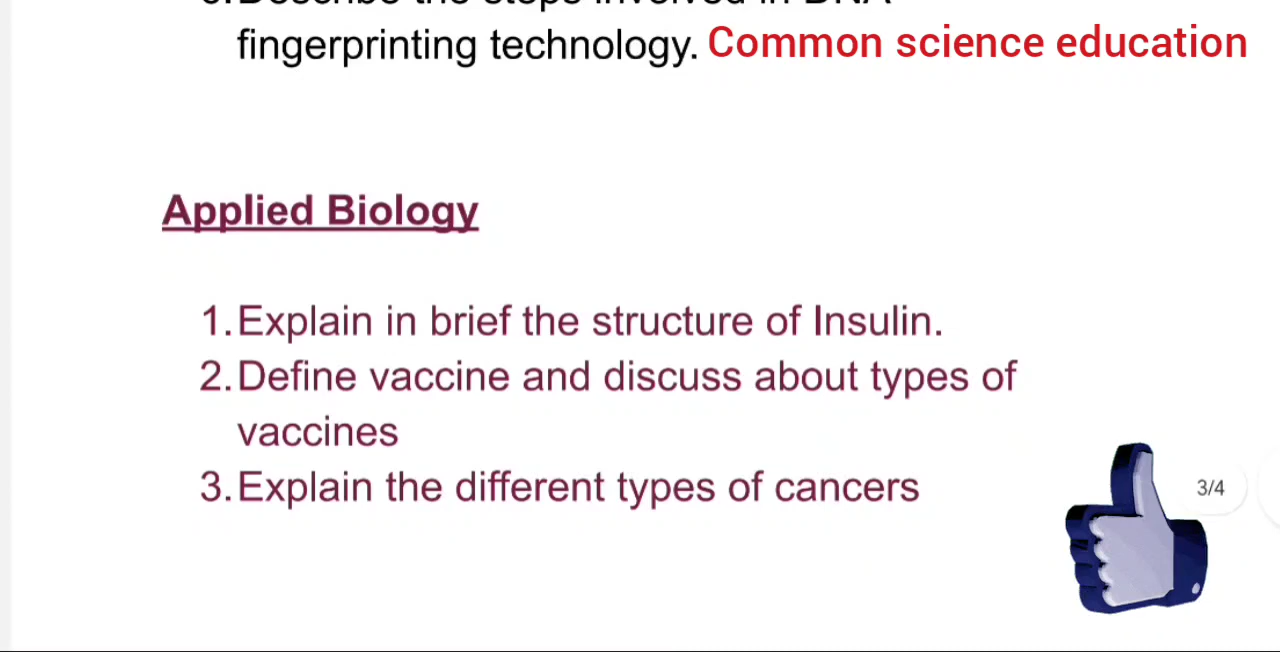 fingerprinting technology. Common science education
Applied Biology
1. Explain in brief the structure of Insulin.
2. Define vaccine and discuss about types of
vaccines
3. Explain the different types of cancers
3/4